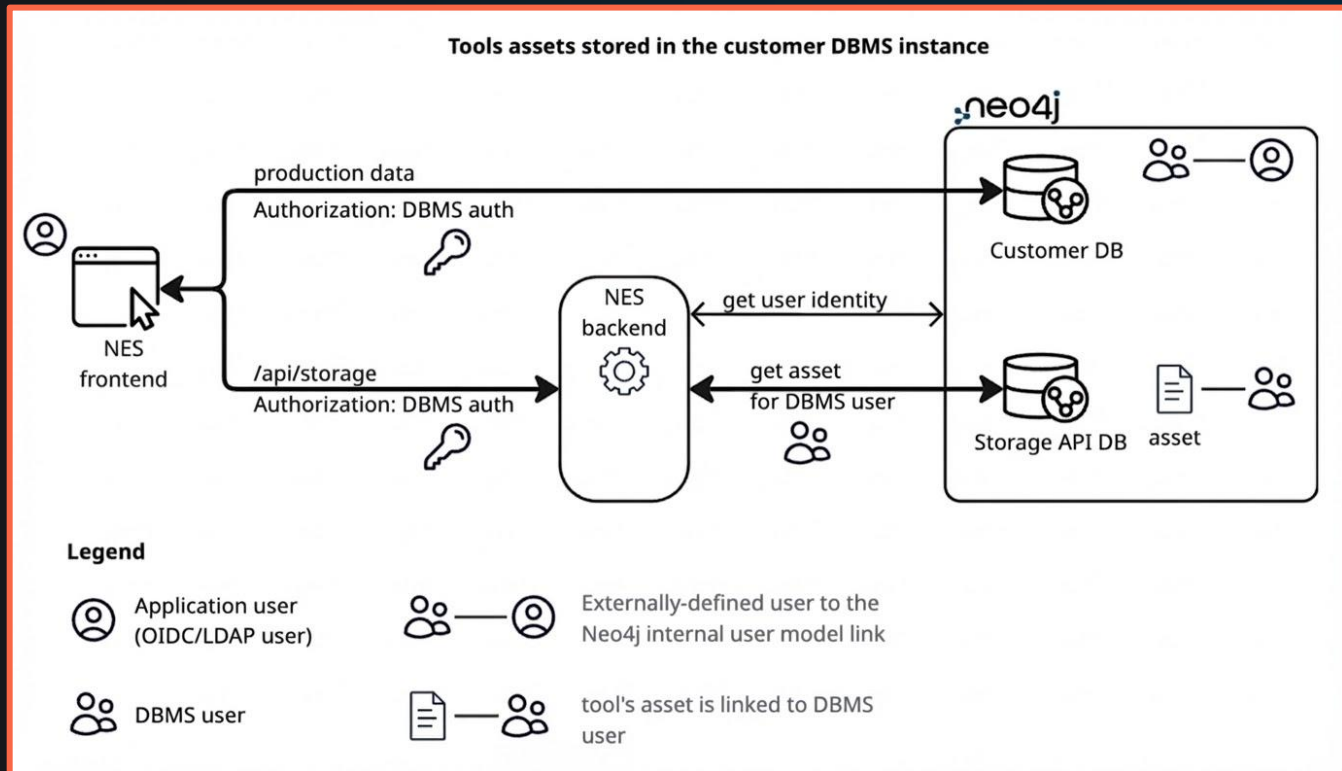 Tools assets stored in the customer DBMS instance
neo4j
production data
Authorization: DBMS auth
Customer DB
NES
frontend
NES
backend
get user identity
/api/storage
Authorization: DBMS auth
get asset
for DBMS user
Storage API DB
asset
Legend
Application user
(OIDC/LDAP user)
Externally-defined user to the
Neo4j internal user model link
DBMS user
tool's asset is linked to DBMS
user